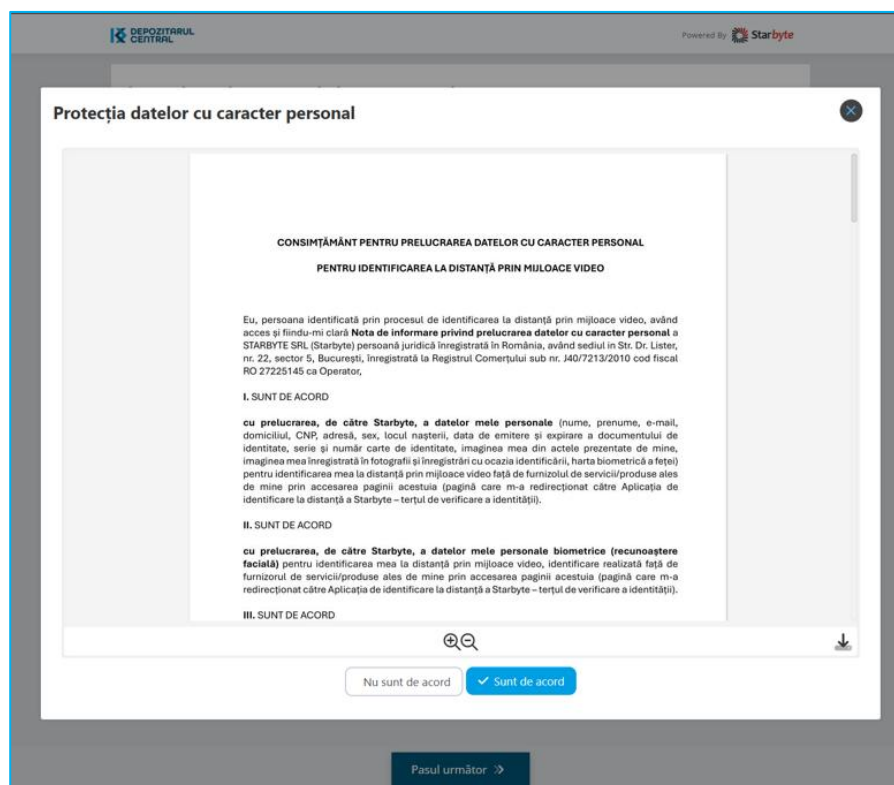 DEPOZITARUL
CENTRAL
Powered By Starbyte
Protecția datelor cu caracter personal
CONSIMȚĂMÂNT PENTRU PRELUCRAREA DATELOR CU CARACTER PERSONAL
PENTRU IDENTIFICAREA LA DISTANȚĂ PRIN MIJLOACE VIDEO
Eu, persoana identificată prin procesul de identificarea la distanță prin mijloace video, având
acces și fiindu-mi clară Nota de informare privind prelucrarea datelor cu caracter personal a
STARBYTE SRL (Starbyte) persoană juridică înregistrată în România, având sediul in Str. Dr. Lister,
nr. 22, sector 5, București, înregistrată la Registrul Comerțului sub nr. J40/7213/2010 cod fiscal
RO 27225145 ca Operator,
I. SUNT DE ACORD
cu prelucrarea, de către Starbyte, a datelor mele personale (nume, prenume, e-mail,
domiciliul, CNP, adresă, sex, locul nașterii, data de emitere și expirare a documentului de
identitate, serie și număr carte de identitate, imaginea mea din actele prezentate de mine,
imaginea mea înregistrată în fotografii și înregistrări cu ocazia identificării, harta biometrică a feței)
pentru identificarea mea la distanță prin mijloace video față de furnizolul de servicii/produse ales
de mine prin accesarea paginii acestuia (pagină care m-a redirecționat către Aplicația de
identificare la distanță a Starbyte – terțul de verificare a identității).
II. SUNT DE ACORD
cu prelucrarea, de către Starbyte, a datelor mele personale biometrice (recunoaștere
facială) pentru identificarea mea la distanță prin mijloace video, identificare realizată față de
furnizorul de servicii/produse ales de mine prin accesarea paginii acestuia (pagină care m-a
redirecționat către Aplicația de identificare la distanță a Starbyte – terțul de verificare a identității).
III. SUNT DE ACORD
Nu sunt de acord
Sunt de acord
Pasul următor